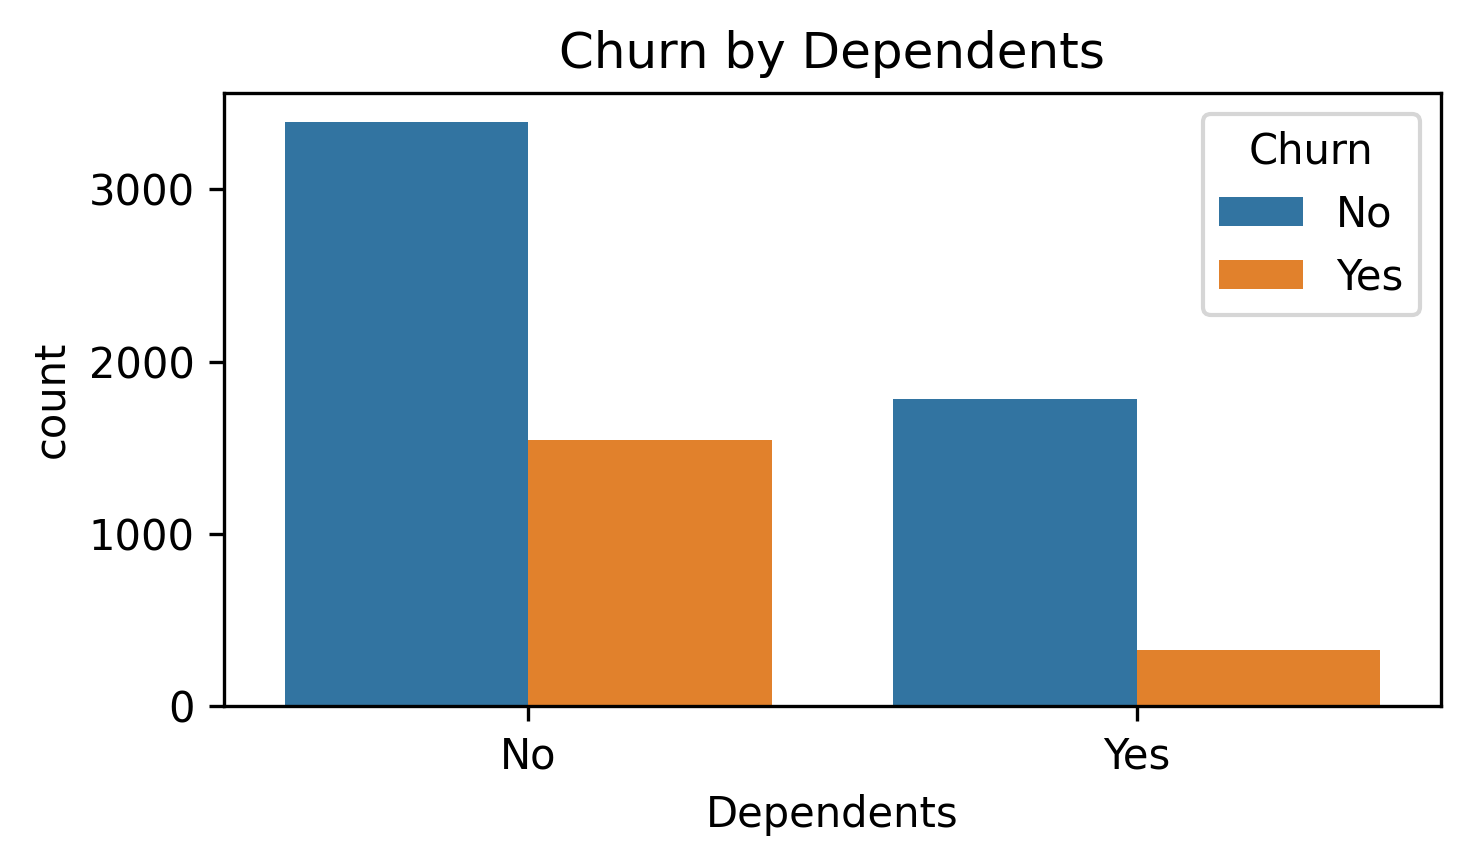 Churn by Dependents
Churn
No
Yes
3000
2000
1000
0
count
No
Yes
Dependents